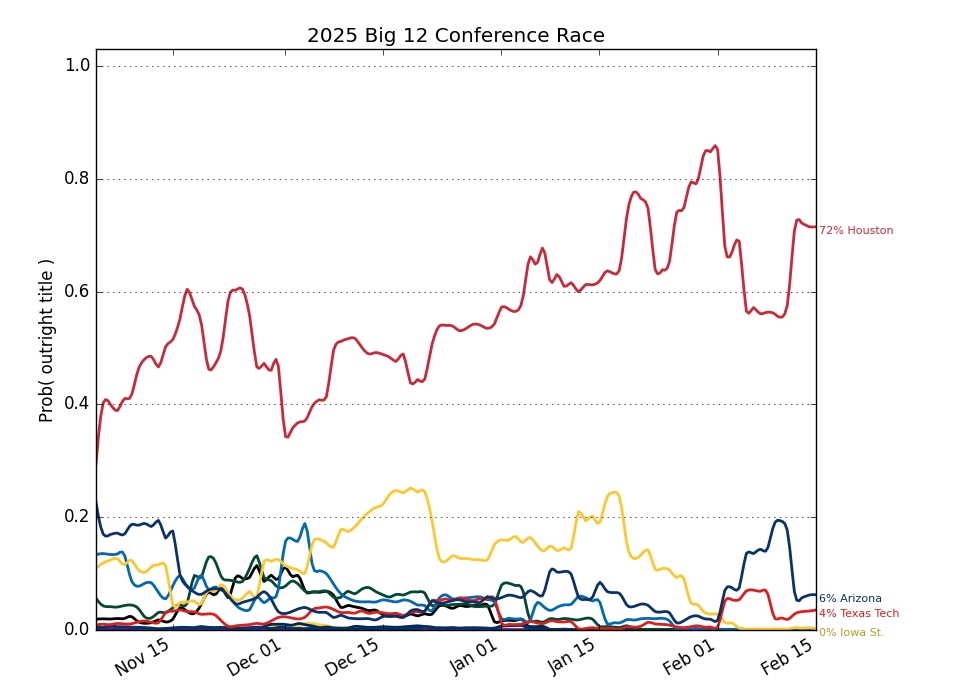 2025 Big 12 Conference Race
Prob( outright title )
1.0
0.8
0.6
0.4
0.2
0.0
72% Houston
6% Arizona
4% Texas Tech
0% Iowa St.
Nov 15
Dec 01
Dec 15
Jan 01
Jan 15
Feb 01
Feb 15